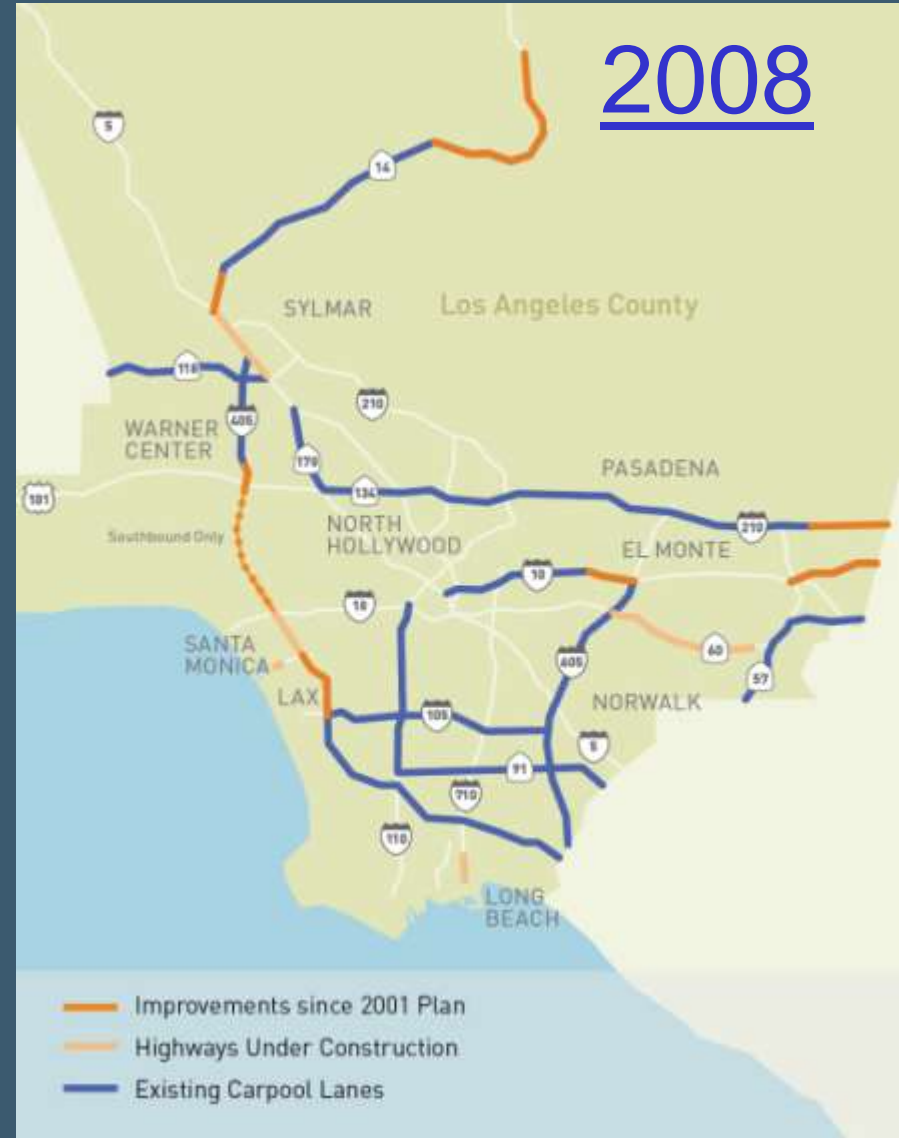 2008
5
14
SYLMAR
Los Angeles County
118
210
405
WARNER
CENTER
170
PASADENA
101
134
NORTH
HOLLYWOOD
210
Southbound Only
EL MONTE
10
10
SANTA
MONICA
605
60
57
LAX
NORWALK
105
5
91
710
110
LONG
BEACH
Improvements since 2001 Plan
Highways Under Construction
Existing Carpool Lanes